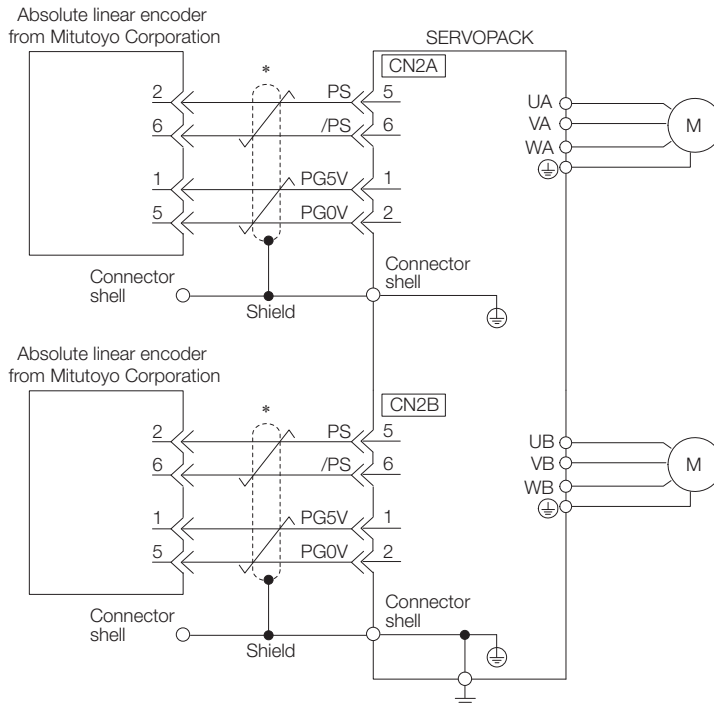 Absolute linear encoder
from Mitutoyo Corporation
SERVOPACK
*
CN2A
2
PS
5
6
/PS
6
1
PG5V
1
5
PG0V
2
UA
VA
WA
M
Connector
shell
Shield
Connector
shell
Absolute linear encoder
from Mitutoyo Corporation
*
CN2B
2
PS
5
6
/PS
6
1
PG5V
1
5
PG0V
2
UB
VB
WB
M
Connector
shell
Shield
Connector
shell